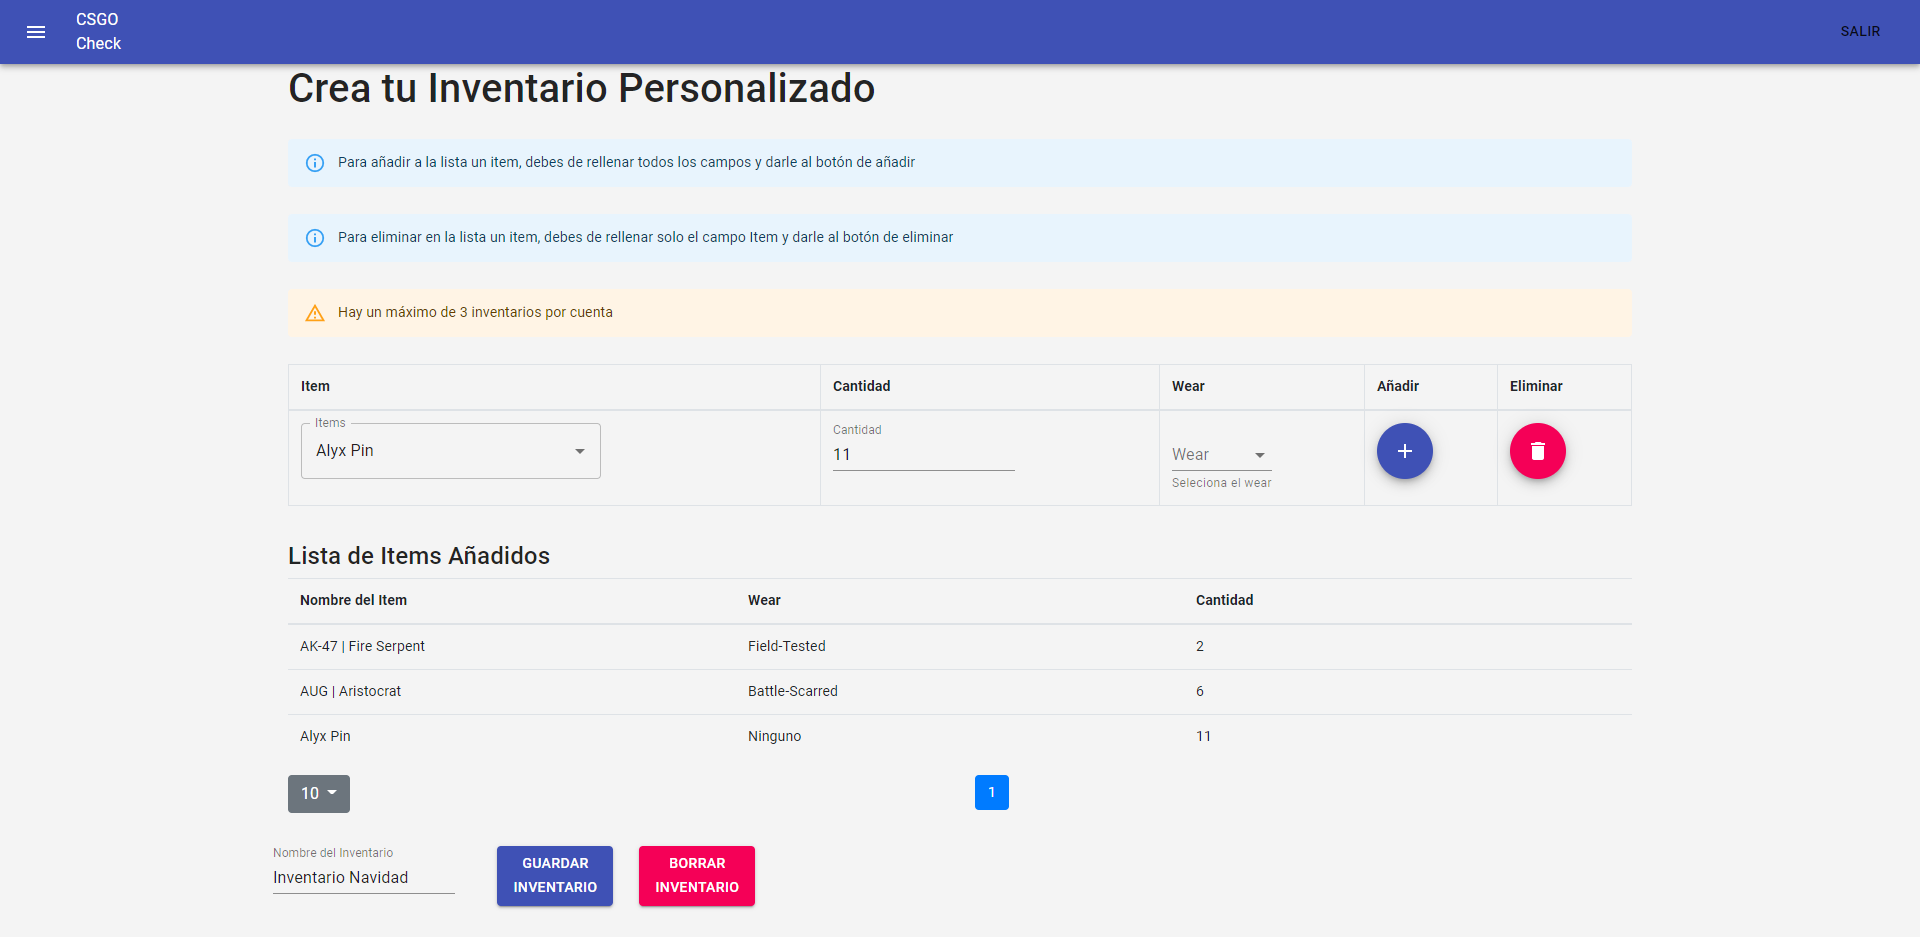 CSGO
Check
SALIR
Crea tu Inventario Personalizado
Para añadir a la lista un item, debes de rellenar todos los campos y darle al botón de añadir
Para eliminar en la lista un item, debes de rellenar solo el campo Item y darle al botón de eliminar
Hay un máximo de 3 inventarios por cuenta
Item Cantidad Wear Añadir Eliminar
Items
Alyx Pin
Cantidad
11
Wear
Seleciona el wear
Lista de Items Añadidos
Nombre del Item Wear Cantidad
AK-47 | Fire Serpent Field-Tested 2
AUG | Aristocrat Battle-Scarred 6
Alyx Pin Ninguno 11
10 1
Nombre del Inventario
Inventario Navidad
GUARDAR
INVENTARIO
BORRAR
INVENTARIO